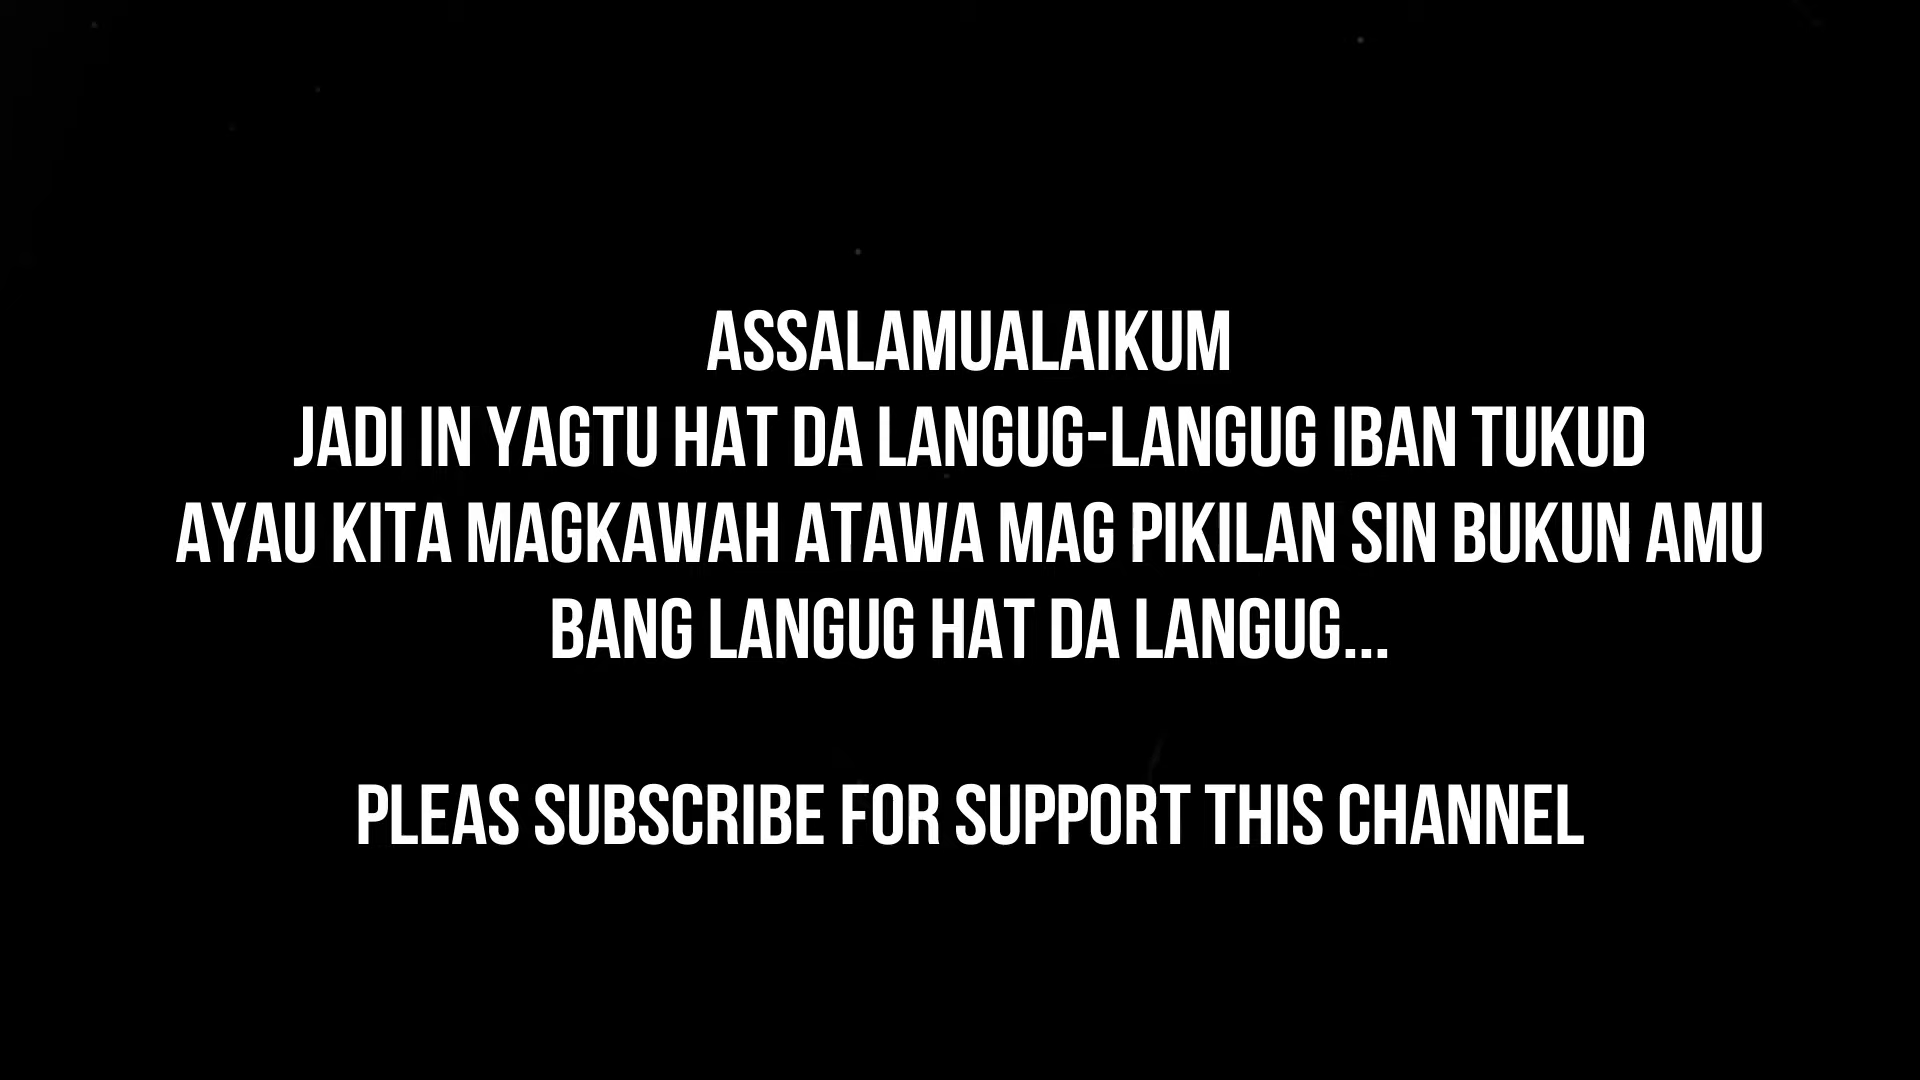 ASSALAMUALAIKUM
JADI IN YAGTU HAT DA LANGUG-LANGUG IBAN TUKUD
AYAU KITA MAGKAWAH ATAWA MAG PIKILAN SIN BUKUN AMU
BANG LANGUG HAT DA LANGUG...
PLEAS SUBSCRIBE FOR SUPPORT THIS CHANNEL